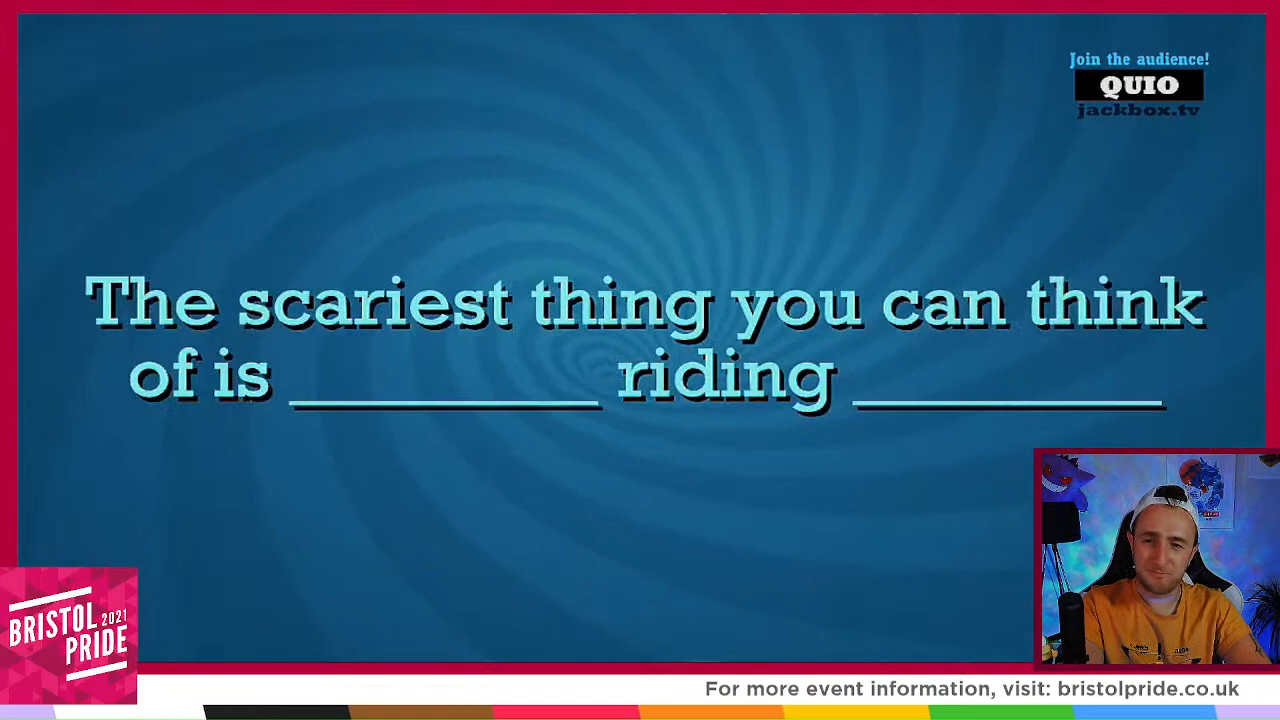 Join the audience!
QUIO
jackbox.tv
The scariest thing you can think
of is ________ riding ________
BRISTOL 2021
PRIDE
For more event information, visit: bristolpride.co.uk